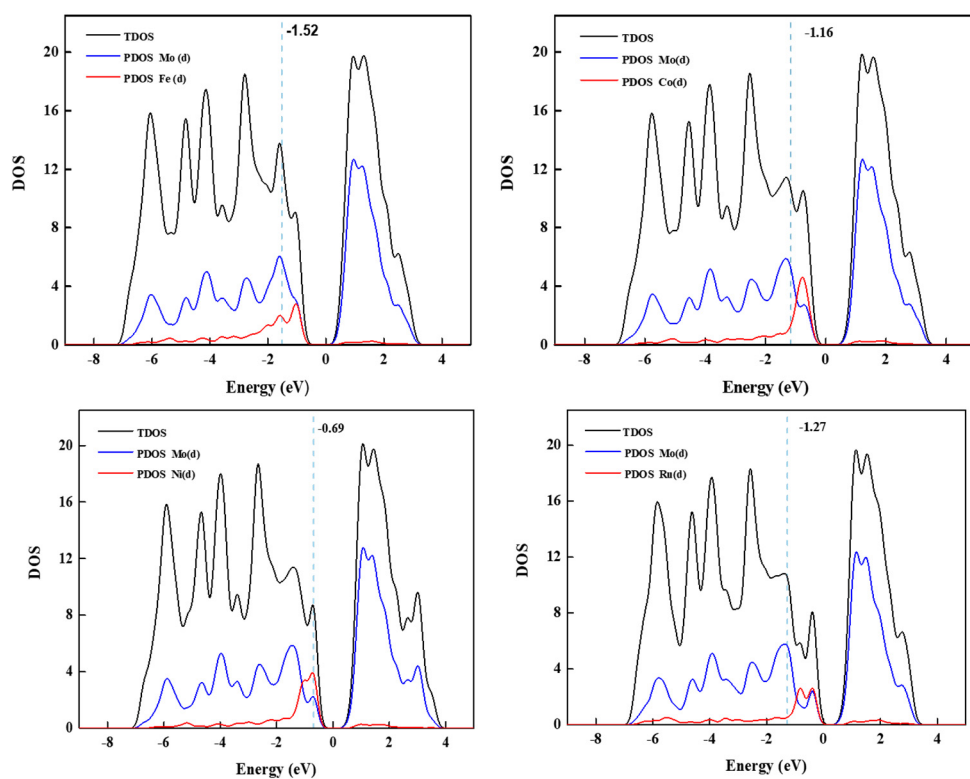 -1.52
TDOS
PDOS Mo (d)
PDOS Fe (d)
20
16
12
8
4
0
DOS
-8 -6 -4 -2 0 2 4
Energy (eV)
-1.16
TDOS
PDOS Mo(d)
PDOS Co(d)
20
16
12
8
4
0
DOS
-8 -6 -4 -2 0 2 4
Energy (eV)
-0.69
TDOS
PDOS Mo(d)
PDOS Ni(d)
20
16
12
8
4
0
DOS
-8 -6 -4 -2 0 2 4
Energy (eV)
-1.27
TDOS
PDOS Mo(d)
PDOS Ru(d)
20
16
12
8
4
0
DOS
-8 -6 -4 -2 0 2 4
Energy (eV)